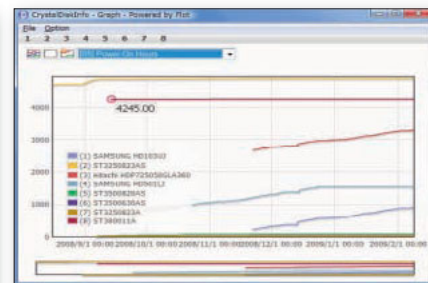 CrystalDiskInfo - Graph - Powered by Flot
File Option
1 2 3 4 5 6 7 8
[09] Power-On Hours
4000
4245.00
3000
2000
1000
0
(1) SAMSUNG HD103UJ
(2) ST3250823AS
(3) Hitachi HDP725050GLA360
(4) SAMSUNG HD501LJ
(5) ST3500820AS
(6) ST3500630AS
(7) ST3250823A
(8) ST380011A
2008/9/1 00:00 2008/10/1 00:00 2008/11/1 00:00 2008/12/1 00:00 2009/1/1 00:00 2009/2/1 00:00